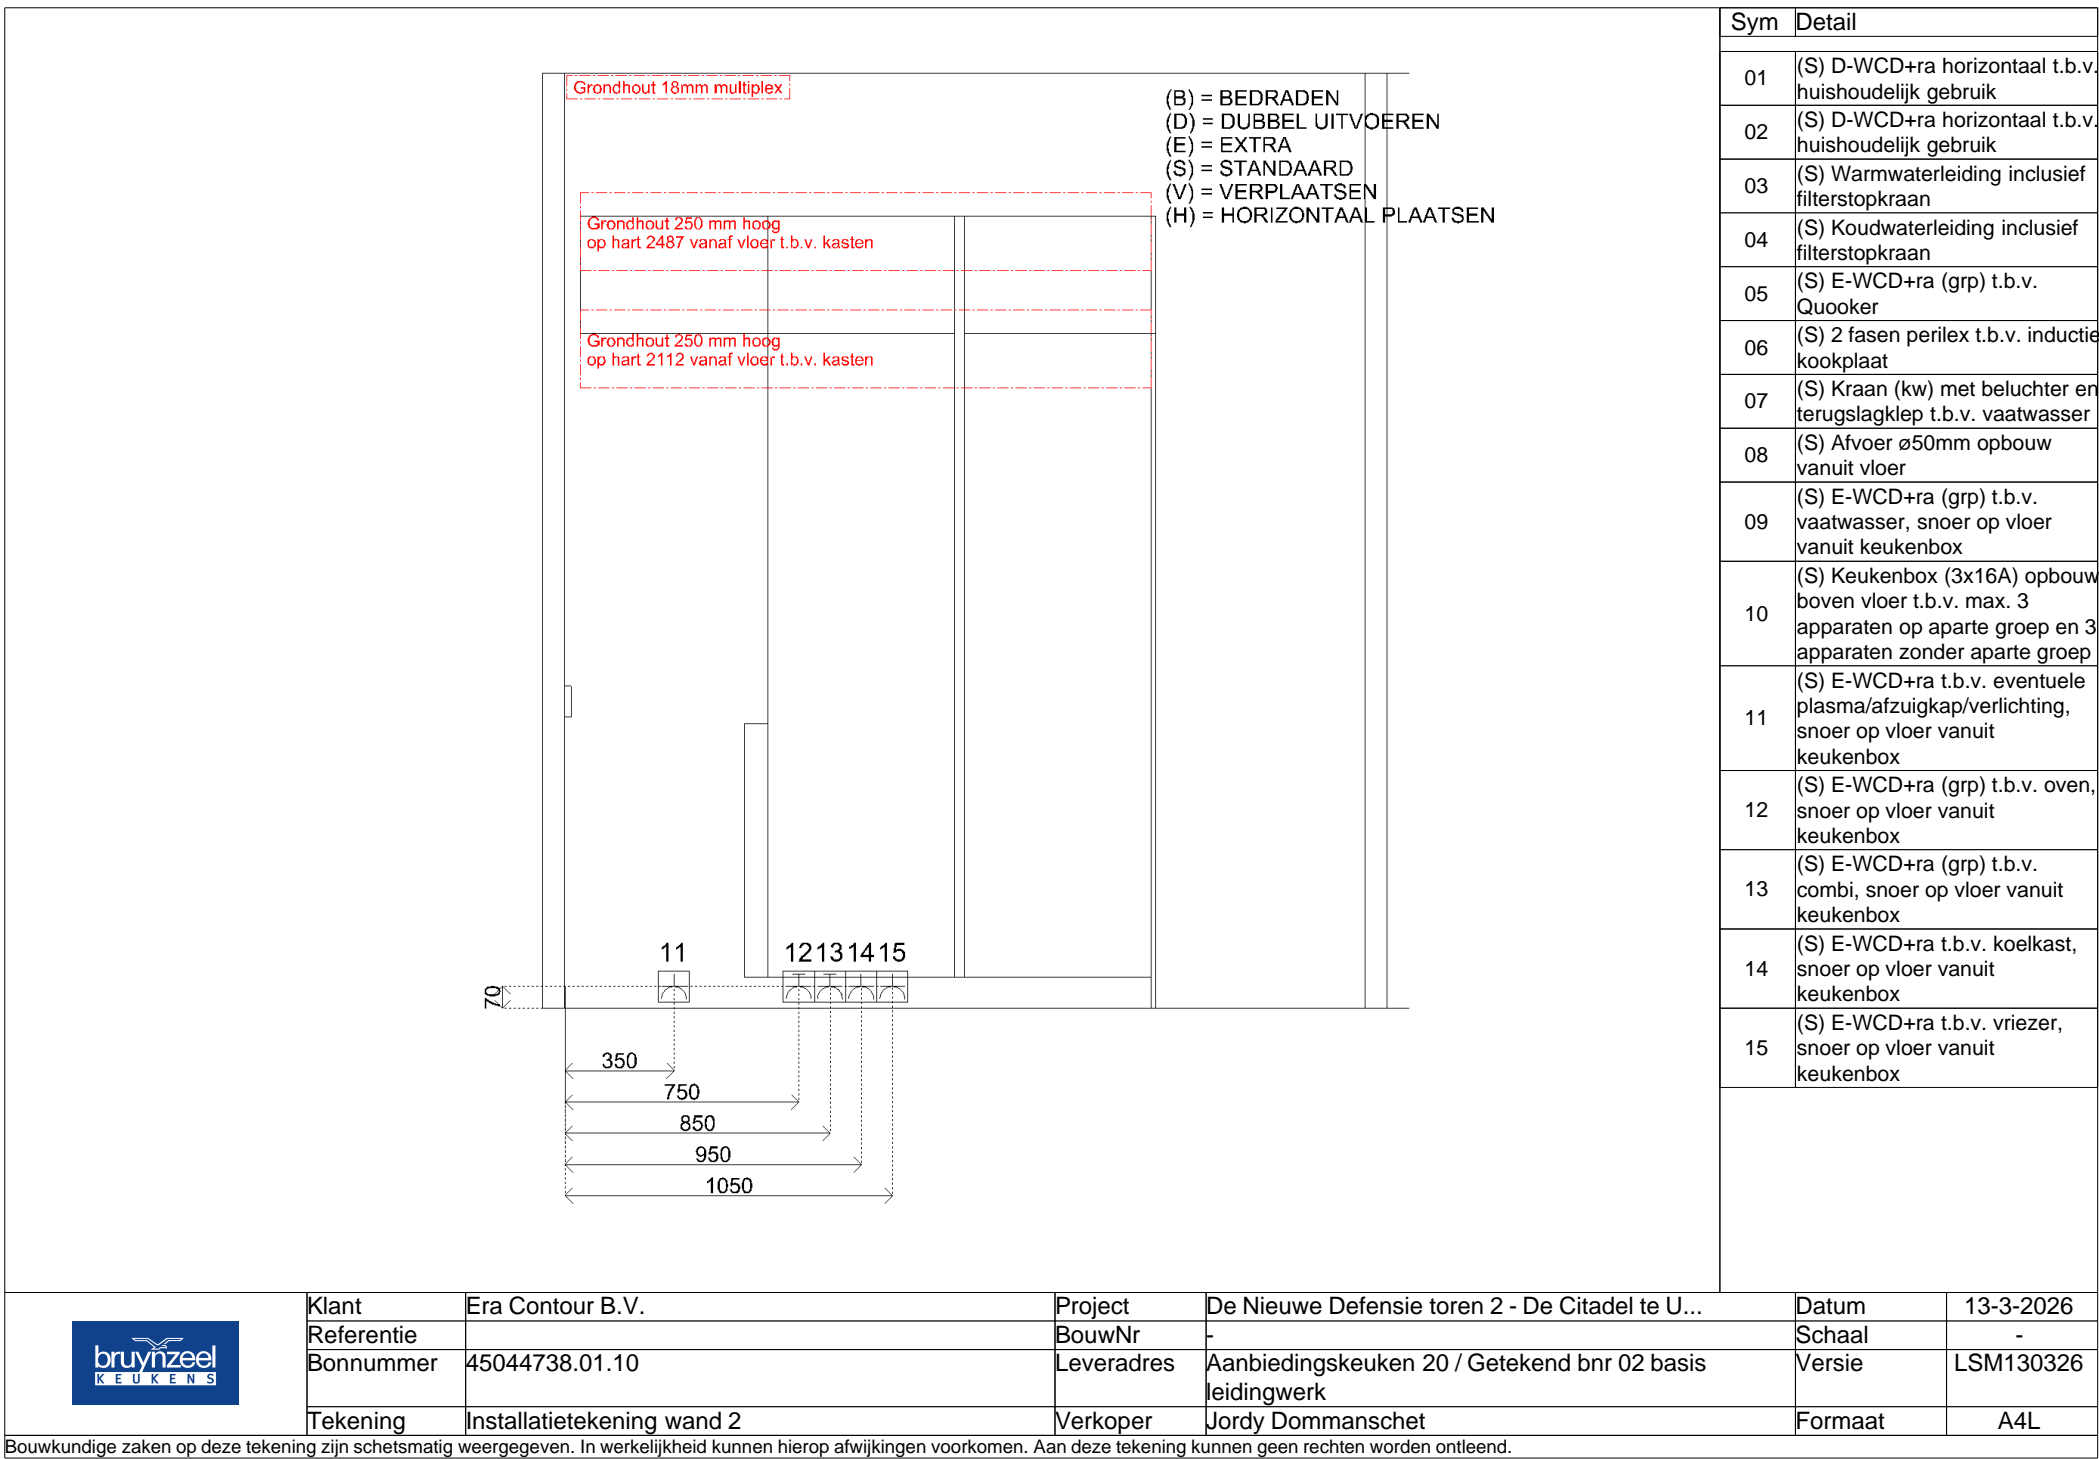 Grondhout 18mm multiplex
(B) = BEDRADEN
(D) = DUBBEL UITVOEREN
(E) = EXTRA
(S) = STANDAARD
(V) = VERPLAATSEN
(H) = HORIZONTAAL PLAATSEN
Grondhout 250 mm hoog
op hart 2487 vanaf vloer t.b.v. kasten
Grondhout 250 mm hoog
op hart 2112 vanaf vloer t.b.v. kasten
11 12 13 14 15
70
350
750
850
950
1050
Sym Detail
01 (S) D-WCD+ra horizontaal t.b.v.
huishoudelijk gebruik
02 (S) D-WCD+ra horizontaal t.b.v.
huishoudelijk gebruik
03 (S) Warmwaterleiding inclusief
filterstopkraan
04 (S) Koudwaterleiding inclusief
filterstopkraan
05 (S) E-WCD+ra (grp) t.b.v.
Quooker
06 (S) 2 fasen perilex t.b.v. inductie
kookplaat
07 (S) Kraan (kw) met beluchter en
terugslagklep t.b.v. vaatwasser
08 (S) Afvoer ø50mm opbouw
vanuit vloer
09 (S) E-WCD+ra (grp) t.b.v.
vaatwasser, snoer op vloer
vanuit keukenbox
10 (S) Keukenbox (3x16A) opbouw
boven vloer t.b.v. max. 3
apparaten op aparte groep en 3
apparaten zonder aparte groep
11 (S) E-WCD+ra t.b.v. eventuele
plasma/afzuigkap/verlichting,
snoer op vloer vanuit
keukenbox
12 (S) E-WCD+ra (grp) t.b.v. oven,
snoer op vloer vanuit
keukenbox
13 (S) E-WCD+ra (grp) t.b.v.
combi, snoer op vloer vanuit
keukenbox
14 (S) E-WCD+ra t.b.v. koelkast,
snoer op vloer vanuit
keukenbox
15 (S) E-WCD+ra t.b.v. vriezer,
snoer op vloer vanuit
keukenbox
bruynzeel
KEUKENS
Klant Era Contour B.V. Project De Nieuwe Defensie toren 2 - De Citadel te U... Datum 13-3-2026
Referentie BouwNr - Schaal -
Bonnummer 45044738.01.10 Leveradres Aanbiedingskeuken 20 / Getekend bnr 02 basis Versie LSM130326
leidingwerk
Tekening Installatietekening wand 2 Verkoper Jordy Dommanschet Formaat A4L
Bouwkundige zaken op deze tekening zijn schetsmatig weergegeven. In werkelijkheid kunnen hierop afwijkingen voorkomen. Aan deze tekening kunnen geen rechten worden ontleend.